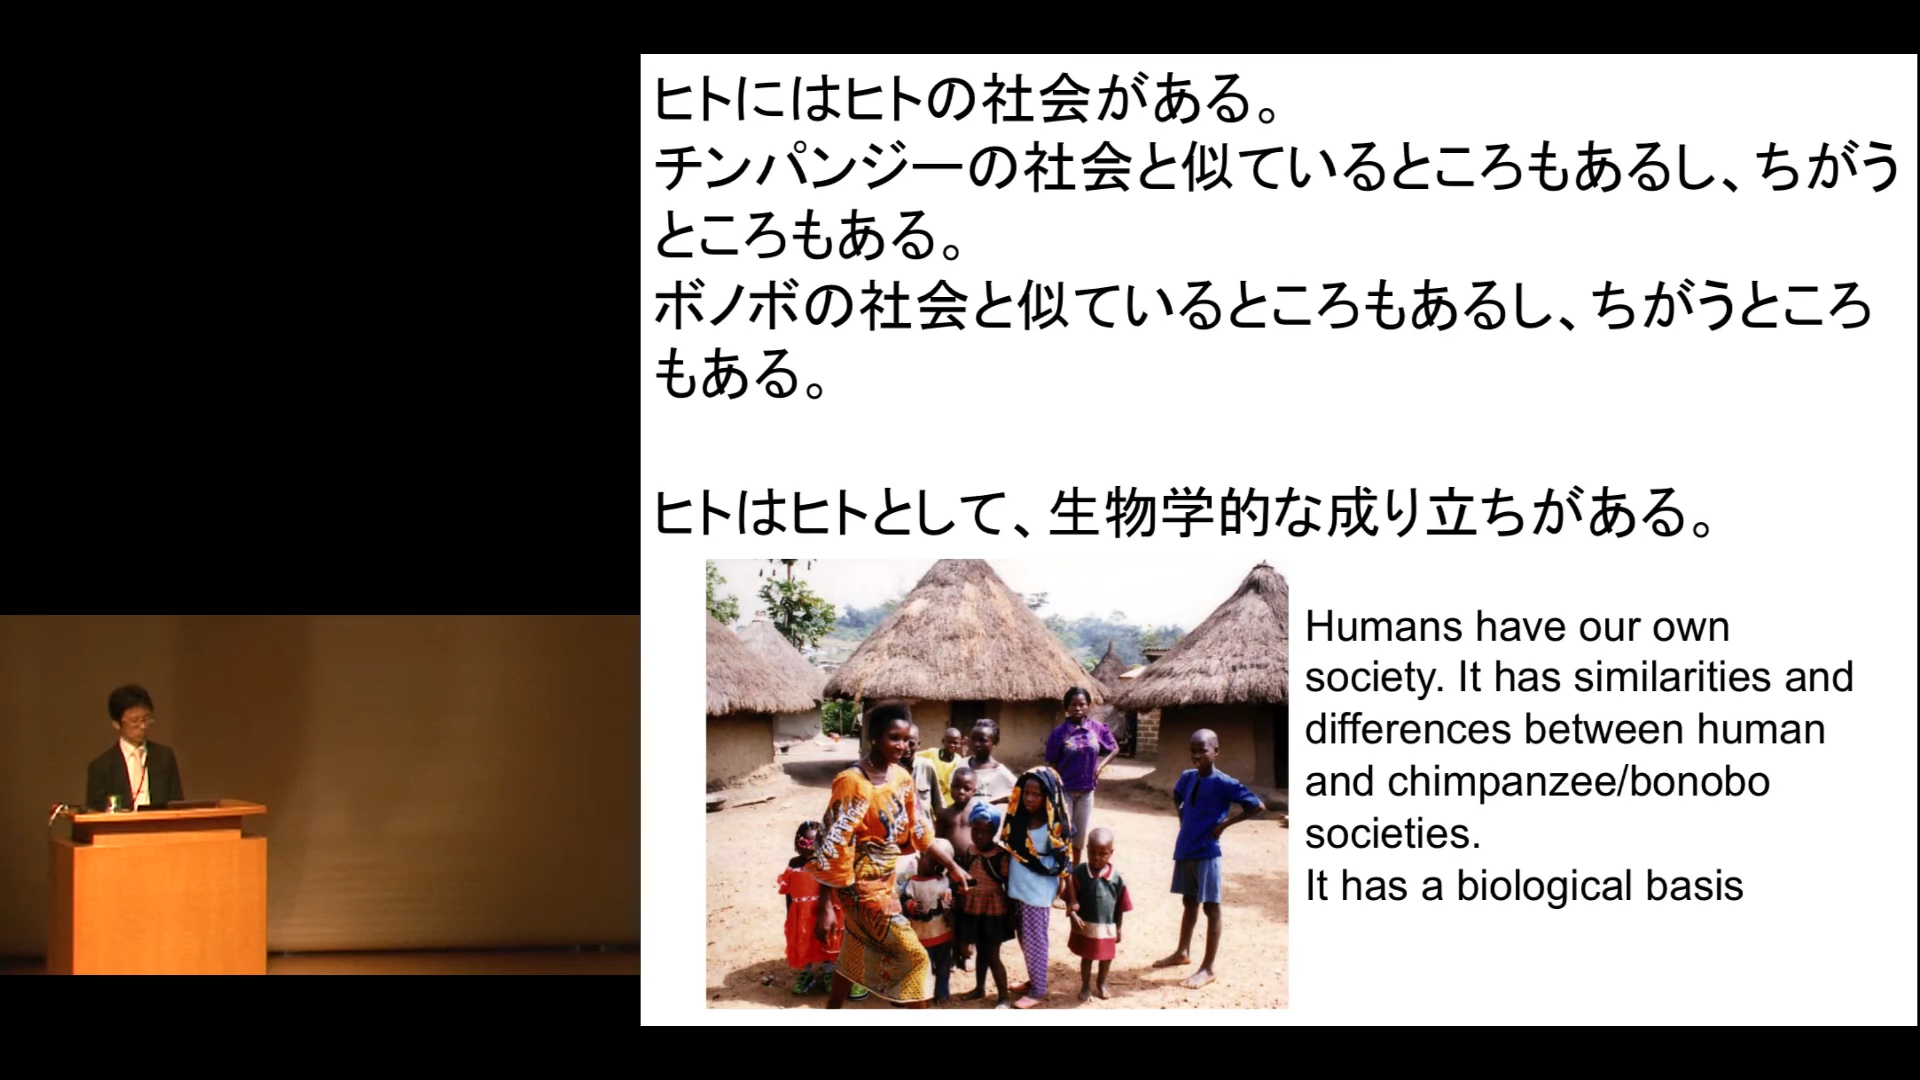 ヒトにはヒトの社会がある。
チンパンジーの社会と似ているところもあるし、ちがう
ところもある。
ボノボの社会と似ているところもあるし、ちがうところ
もある。
ヒトはヒトとして、生物学的な成り立ちがある。
Humans have our own
society. It has similarities and
differences between human
and chimpanzee/bonobo
societies.
It has a biological basis